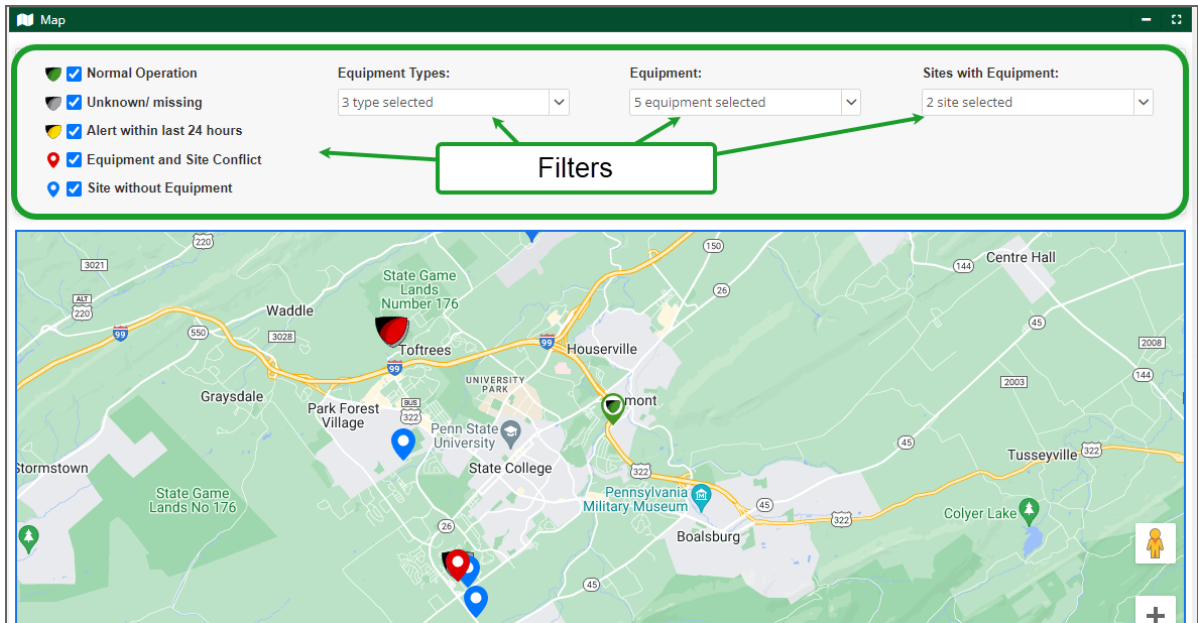 Map
Normal Operation
Unknown/ missing
Alert within last 24 hours
Equipment and Site Conflict
Site without Equipment
Equipment Types:
3 type selected
Equipment:
5 equipment selected
Sites with Equipment:
2 site selected
Filters
220
150
3021
144
Centre Hall
State Game
Lands
Number 176
26
ALT
220
Waddle
99
550
3028
45
Toftrees
99
Houserville
2008
99
144
UNIVERSITY
PARK
2003
Graysdale
BUS
322
Park Forest
Village
mont
Penn State
University
45
322
Tusseyville
Stormstown
State College
322
State Game
Lands No 176
Pennsylvania
Military Museum
45
322
Colyer Lake
26
Boalsburg
45